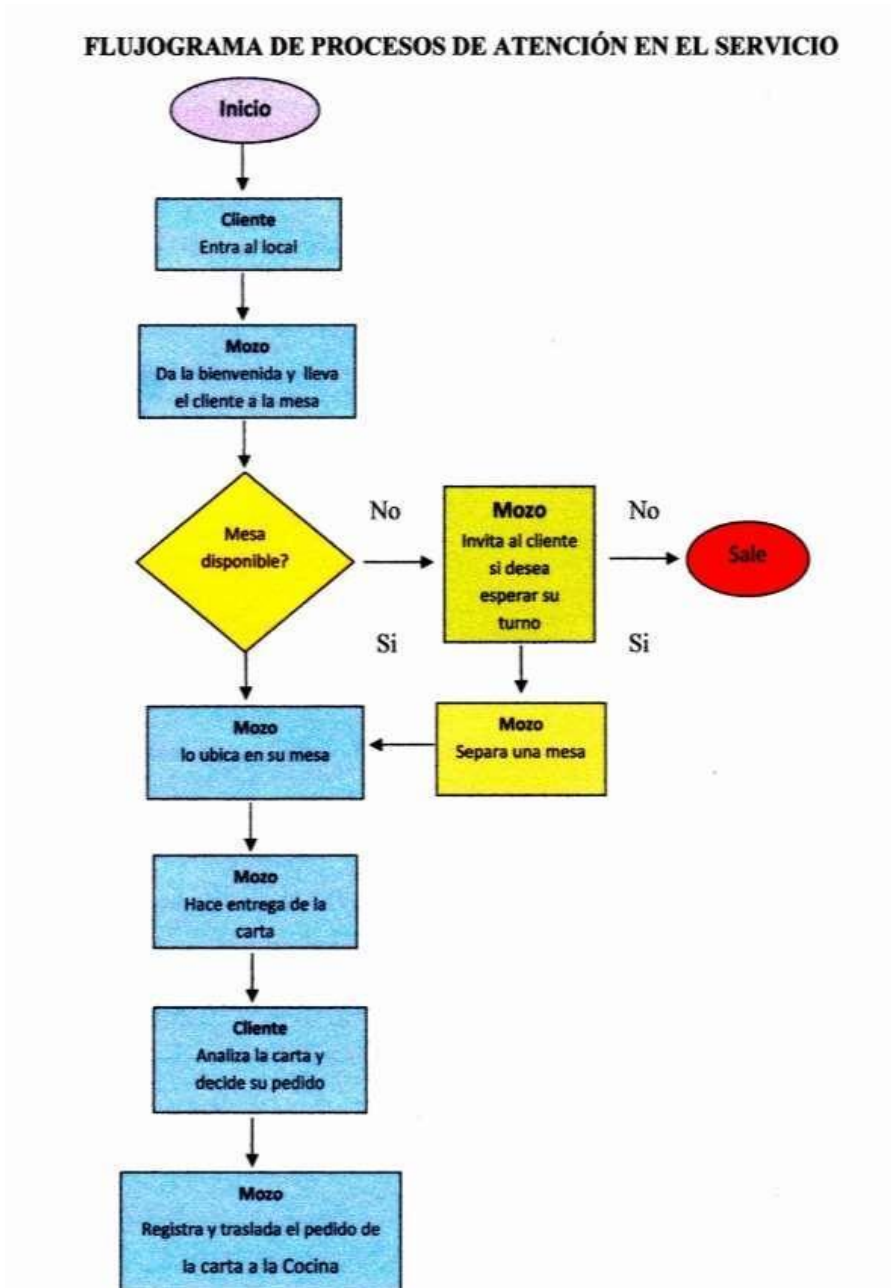 FLUJOGRAMA DE PROCESOS DE ATENCIÓN EN EL SERVICIO
Inicio
Cliente
Entra al local
Mozo
Da la bienvenida y lleva
el cliente a la mesa
Mesa
disponible?
No
Mozo
Invita al cliente
si desea
esperar su
turno
No
Sale
Si
Si
Mozo
Separa una mesa
Mozo
lo ubica en su mesa
Mozo
Hace entrega de la
carta
Cliente
Analiza la carta y
decide su pedido
Mozo
Registra y traslada el pedido de
la carta a la Cocina